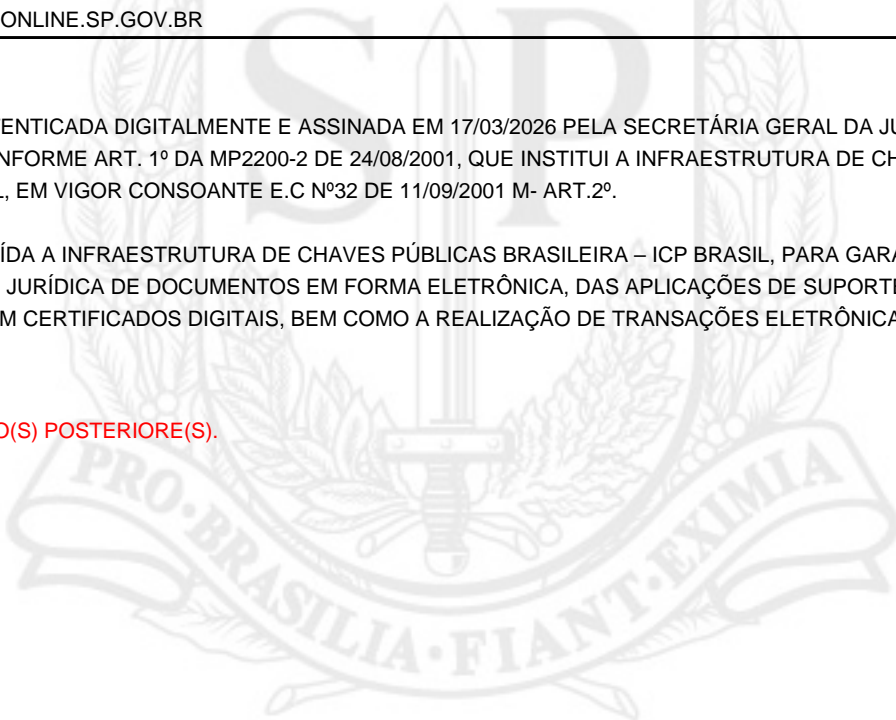 ONLINE.SP.GOV.BR
ENTICADA DIGITALMENTE E ASSINADA EM 17/03/2026 PELA SECRETÁRIA GERAL DA JU
NFORME ART. 1º DA MP2200-2 DE 24/08/2001, QUE INSTITUI A INFRAESTRUTURA DE CH
L, EM VIGOR CONSOANTE E.C Nº32 DE 11/09/2001 M- ART.2º.
ÍDA A INFRAESTRUTURA DE CHAVES PÚBLICAS BRASILEIRA – ICP BRASIL, PARA GARA
JURÍDICA DE DOCUMENTOS EM FORMA ELETRÔNICA, DAS APLICAÇÕES DE SUPORTE
M CERTIFICADOS DIGITAIS, BEM COMO A REALIZAÇÃO DE TRANSAÇÕES ELETRÔNICA
O(S) POSTERIORE(S).
SP
PRO·BRASILIA·FIANT·EXIMIA